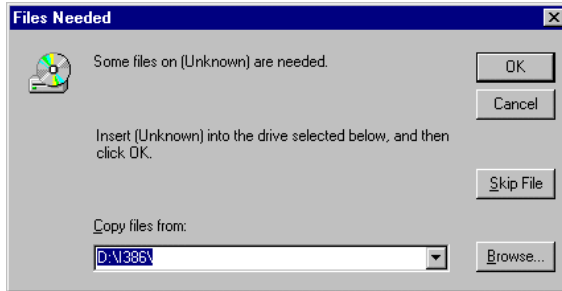 Files Needed
Some files on (Unknown) are needed.
OK
Cancel
Insert (Unknown) into the drive selected below, and then
click OK.
Skip File
Copy files from:
D:\I386\
Browse...